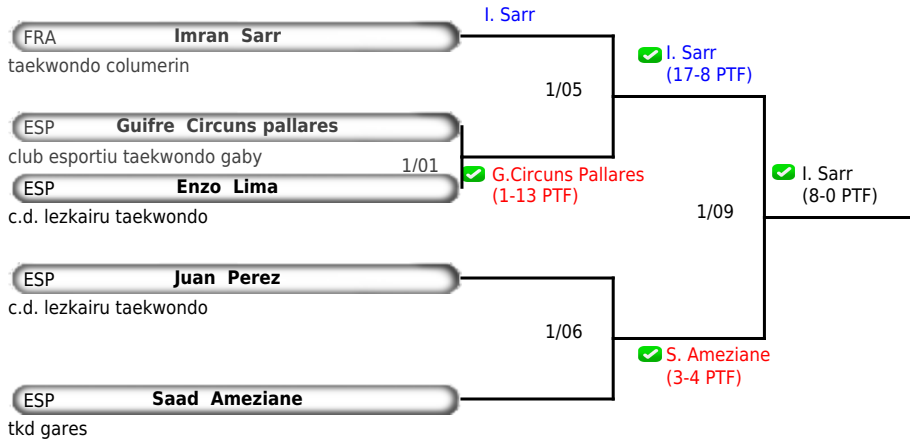 I. Sarr
FRA Imran Sarr
taekwondo columerin
I. Sarr
(17-8 PTF)
1/05
ESP Guifre Circuns pallares
club esportiu taekwondo gaby
1/01
G.Circuns Pallares
(1-13 PTF)
I. Sarr
(8-0 PTF)
ESP Enzo Lima
c.d. lezkairu taekwondo
1/09
ESP Juan Perez
c.d. lezkairu taekwondo
1/06
S. Ameziane
(3-4 PTF)
ESP Saad Ameziane
tkd gares